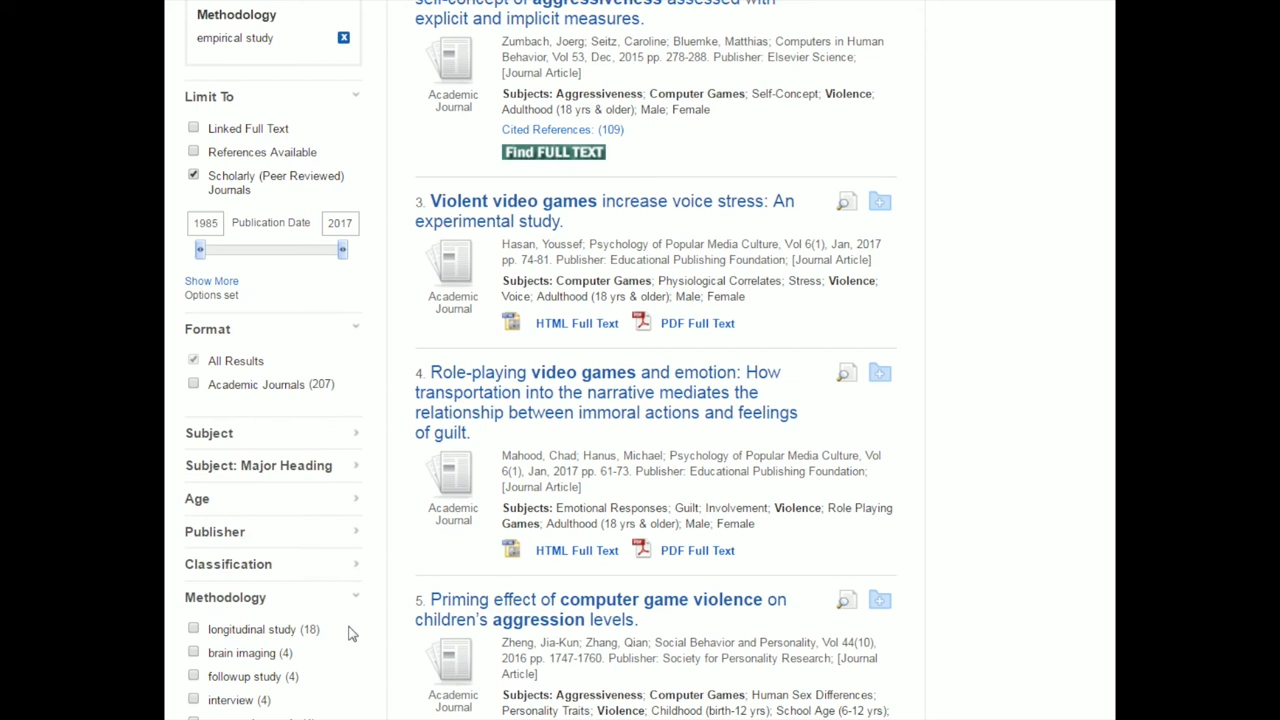 Methodology
empirical study
Limit To
Linked Full Text
References Available
Scholarly (Peer Reviewed)
Journals
1985 Publication Date 2017
Show More
Options set
Format
All Results
Academic Journals (207)
Subject
Subject: Major Heading
Age
Publisher
Classification
Methodology
longitudinal study (18)
brain imaging (4)
followup study (4)
interview (4)
self-concept of aggressiveness assessed with
explicit and implicit measures.
Zumbach, Joerg; Seitz, Caroline; Bluemke, Matthias; Computers in Human
Behavior, Vol 53, Dec, 2015 pp. 278-288. Publisher: Elsevier Science;
[Journal Article]
Academic
Journal
Subjects: Aggressiveness; Computer Games; Self-Concept; Violence;
Adulthood (18 yrs & older); Male; Female
Cited References: (109)
Find FULL TEXT
3. Violent video games increase voice stress: An
experimental study.
Hasan, Youssef; Psychology of Popular Media Culture, Vol 6(1), Jan, 2017
pp. 74-81. Publisher: Educational Publishing Foundation; [Journal Article]
Academic
Journal
Subjects: Computer Games; Physiological Correlates; Stress; Violence;
Voice; Adulthood (18 yrs & older); Male; Female
HTML Full Text PDF Full Text
4. Role-playing video games and emotion: How
transportation into the narrative mediates the
relationship between immoral actions and feelings
of guilt.
Mahood, Chad; Hanus, Michael; Psychology of Popular Media Culture, Vol
6(1), Jan, 2017 pp. 61-73. Publisher: Educational Publishing Foundation;
[Journal Article]
Academic
Journal
Subjects: Emotional Responses; Guilt; Involvement; Violence; Role Playing
Games; Adulthood (18 yrs & older); Male; Female
HTML Full Text PDF Full Text
5. Priming effect of computer game violence on
children's aggression levels.
Zheng, Jia-Kun; Zhang, Qian; Social Behavior and Personality, Vol 44(10),
2016 pp. 1747-1760. Publisher: Society for Personality Research; [Journal
Article]
Academic
Journal
Subjects: Aggressiveness; Computer Games; Human Sex Differences;
Personality Traits; Violence; Childhood (birth-12 yrs); School Age (6-12 yrs);